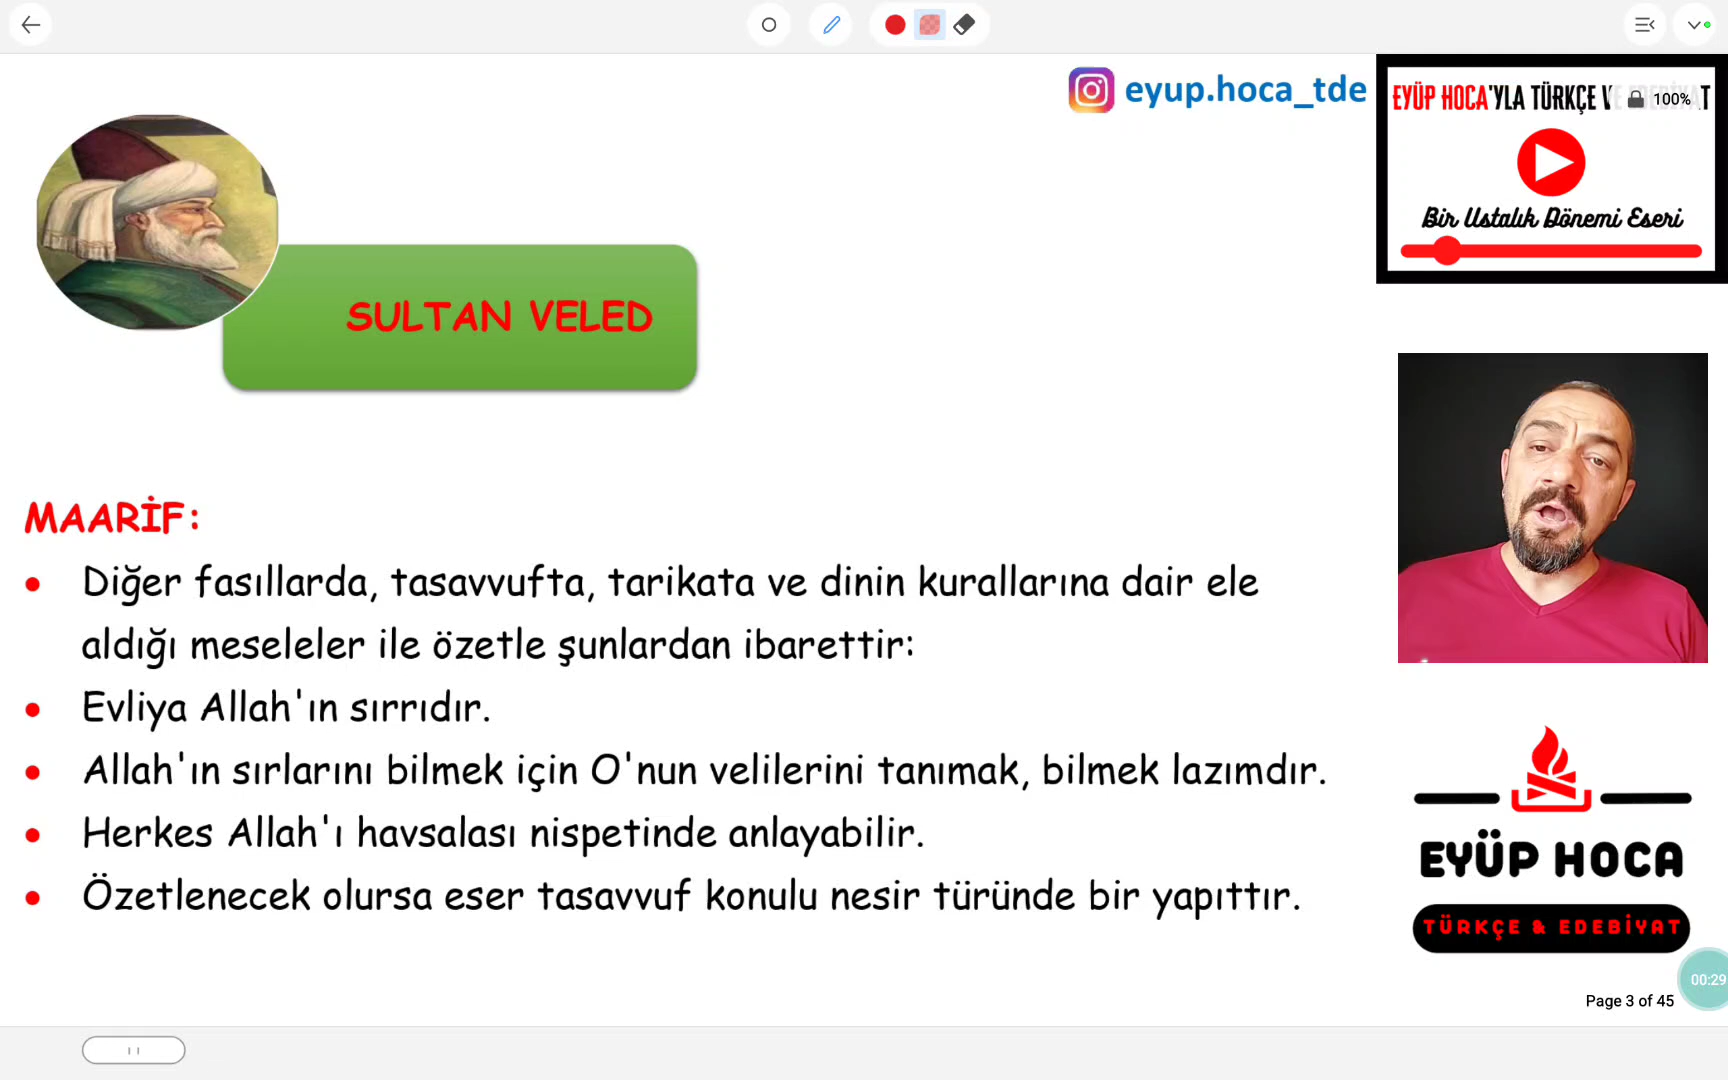 eyup.hoca_tde
EYÜP HOCA'YLA TÜRKÇE VE EDEBİYAT
100%
Bir Ustalık Dönemi Eseri
SULTAN VELED
MAARİF:
• Diğer fasıllarda, tasavvufta, tarikata ve dinin kurallarına dair ele
aldığı meseleler ile özetle şunlardan ibarettir:
• Evliya Allah'ın sırrıdır.
• Allah'ın sırlarını bilmek için O'nun velilerini tanımak, bilmek lazımdır.
• Herkes Allah'ı havsalası nispetinde anlayabilir.
• Özetlenecek olursa eser tasavvuf konulu nesir türünde bir yapıttır.
EYÜP HOCA
TÜRKÇE & EDEBİYAT
00:29
Page 3 of 45